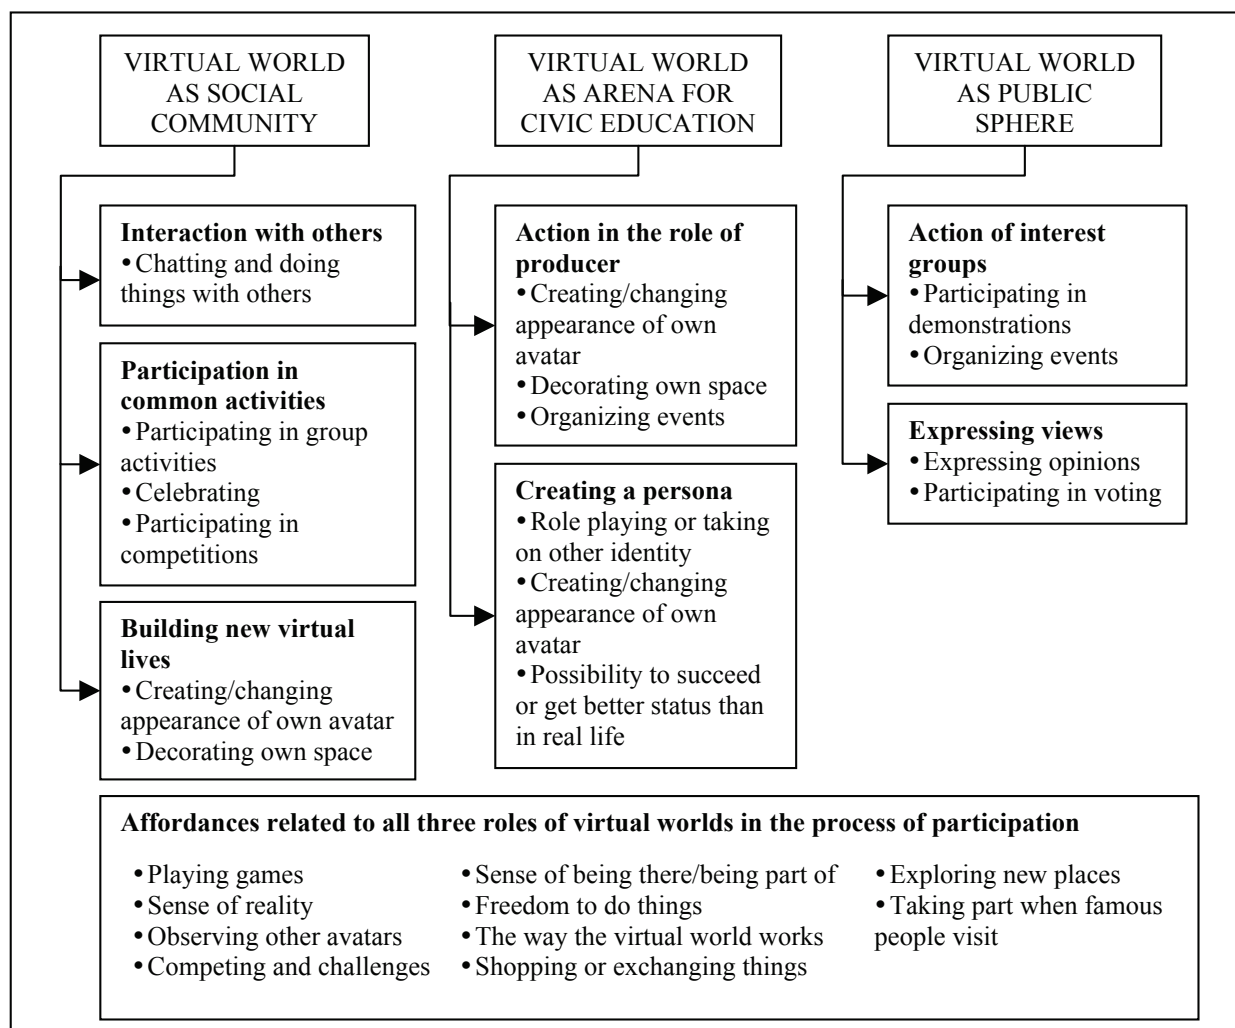 VIRTUAL WORLD
AS SOCIAL
COMMUNITY
Interaction with others
• Chatting and doing
things with others
Participation in
common activities
• Participating in group
activities
• Celebrating
• Participating in
competitions
Building new virtual
lives
• Creating/changing
appearance of own avatar
• Decorating own space
VIRTUAL WORLD
AS ARENA FOR
CIVIC EDUCATION
Action in the role of
producer
• Creating/changing
appearance of own
avatar
• Decorating own space
• Organizing events
Creating a persona
• Role playing or taking
on other identity
• Creating/changing
appearance of own
avatar
• Possibility to succeed
or get better status than
in real life
VIRTUAL WORLD
AS PUBLIC
SPHERE
Action of interest
groups
• Participating in
demonstrations
• Organizing events
Expressing views
• Expressing opinions
• Participating in voting
Affordances related to all three roles of virtual worlds in the process of participation
• Playing games
• Sense of reality
• Observing other avatars
• Competing and challenges
• Sense of being there/being part of
• Freedom to do things
• The way the virtual world works
• Shopping or exchanging things
• Exploring new places
• Taking part when famous
people visit